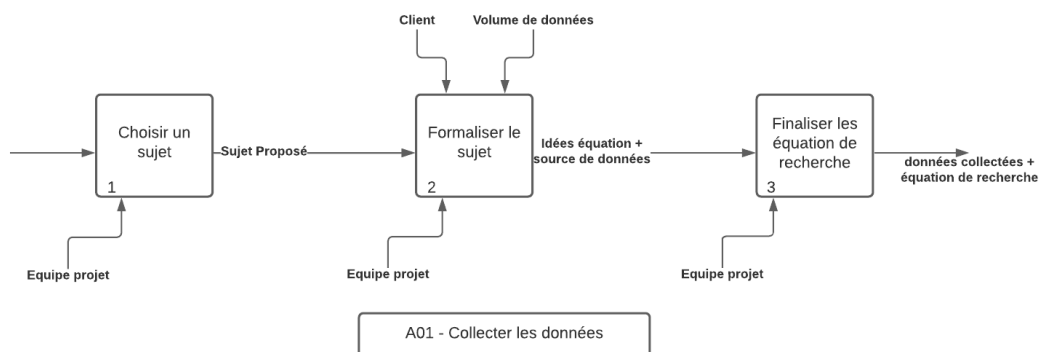 Client
Volume de données
Choisir un
sujet
1
Sujet Proposé
Formaliser le
sujet
2
Idées équation +
source de données
Finaliser les
équation de
recherche
3
données collectées +
équation de recherche
Equipe projet
Equipe projet
Equipe projet
A01 - Collecter les données